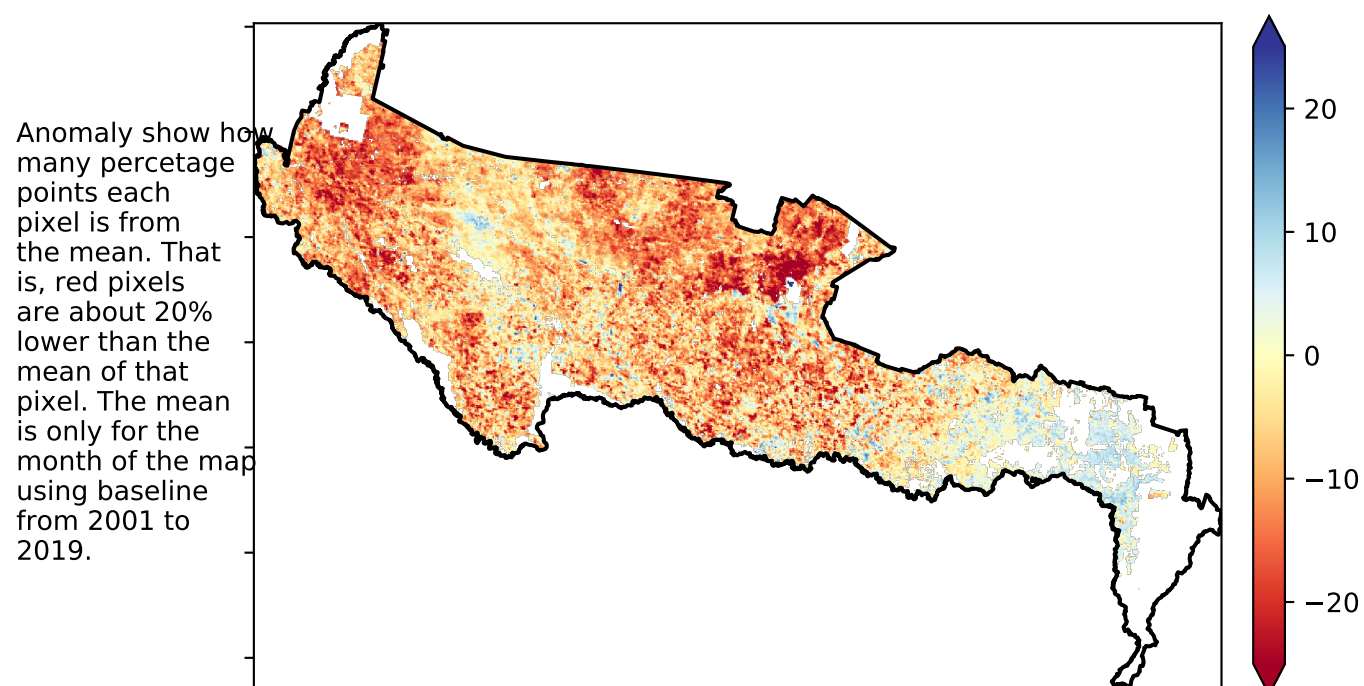 Anomaly show how
many percetage
points each
pixel is from
the mean. That
is, red pixels
are about 20%
lower than the
mean of that
pixel. The mean
is only for the
month of the map
using baseline
from 2001 to
2019.
20
10
0
−10
−20